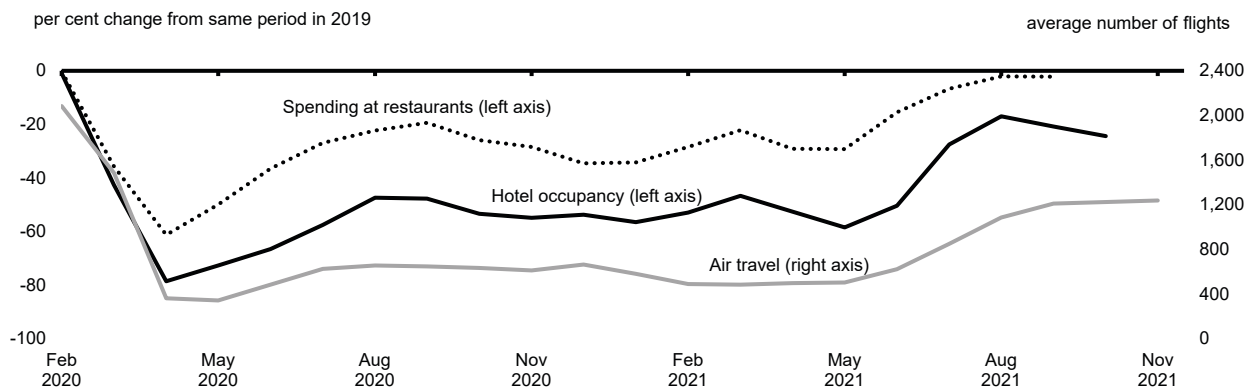 per cent change from same period in 2019
average number of flights
0
-20
-40
-60
-80
-100
2,400
2,000
1,600
1,200
800
400
0
Spending at restaurants (left axis)
Hotel occupancy (left axis)
Air travel (right axis)
Feb
2020
May
2020
Aug
2020
Nov
2020
Feb
2021
May
2021
Aug
2021
Nov
2021